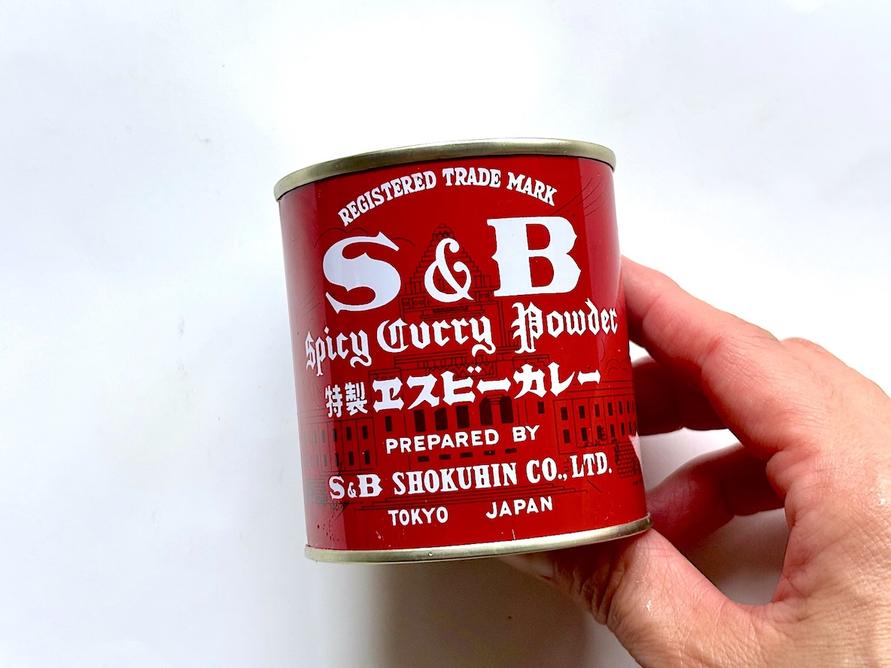 REGISTERED TRADE MARK
S & B
Spicy Curry Powder
特製ヱスビーカレー
PREPARED BY
S&B SHOKUHIN CO., LTD.
TOKYO JAPAN